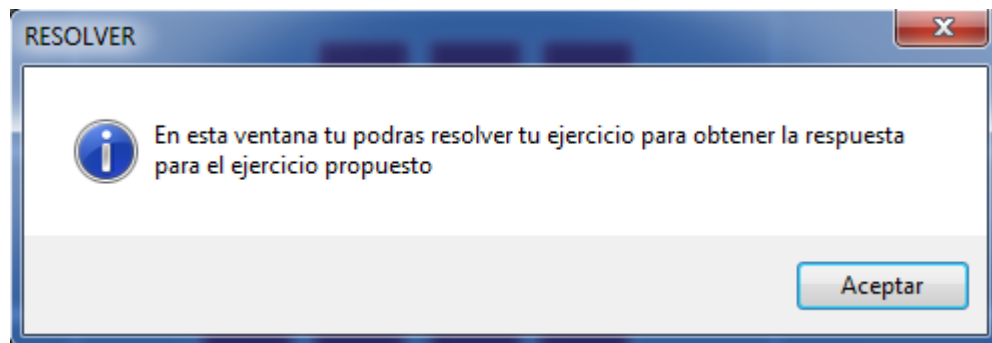 RESOLVER
En esta ventana tu podras resolver tu ejercicio para obtener la respuesta
para el ejercicio propuesto
Aceptar